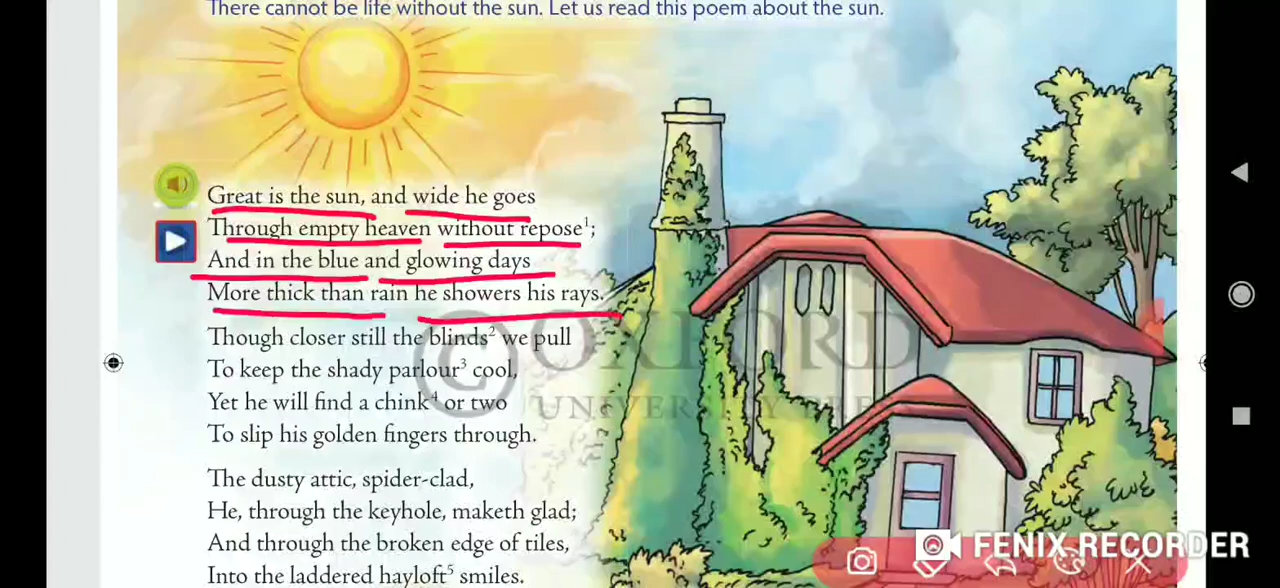 There cannot be life without the sun. Let us read this poem about the sun.
Great is the sun, and wide he goes
Through empty heaven without repose¹;
And in the blue and glowing days
More thick than rain he showers his rays.
Though closer still the blinds² we pull
To keep the shady parlour³ cool,
Yet he will find a chink⁴ or two
To slip his golden fingers through.
The dusty attic, spider-clad,
He, through the keyhole, maketh glad;
And through the broken edge of tiles,
Into the laddered hayloft⁵ smiles.
© OXFORD
UNIVERSITY PRE
FENIX RECORDER